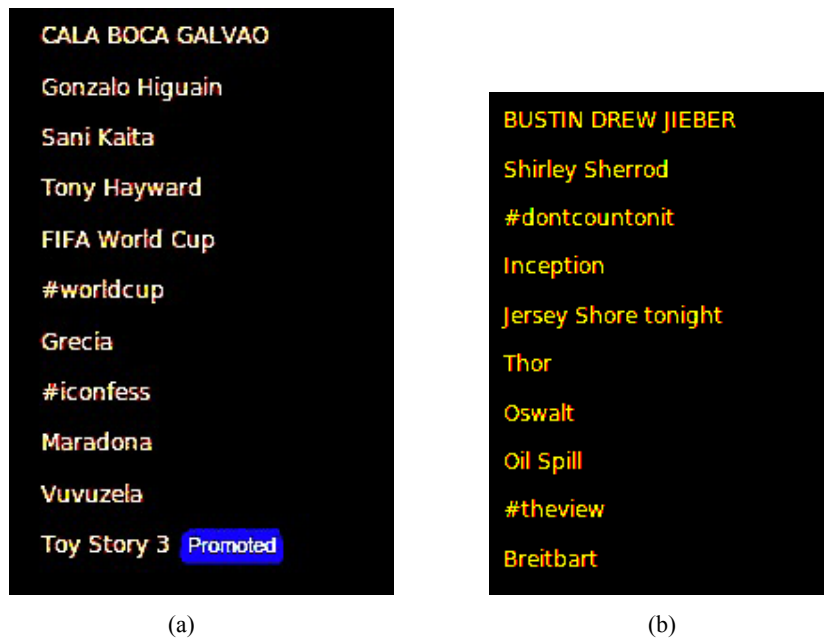 CALA BOCA GALVAO
Gonzalo Higuain
Sani Kaita
Tony Hayward
FIFA World Cup
#worldcup
Grecia
#iconfess
Maradona
Vuvuzela
Toy Story 3 Promoted
(a)
BUSTIN DREW JIEBER
Shirley Sherrod
#dontcountonit
Inception
Jersey Shore tonight
Thor
Oswalt
Oil Spill
#theview
Breitbart
(b)